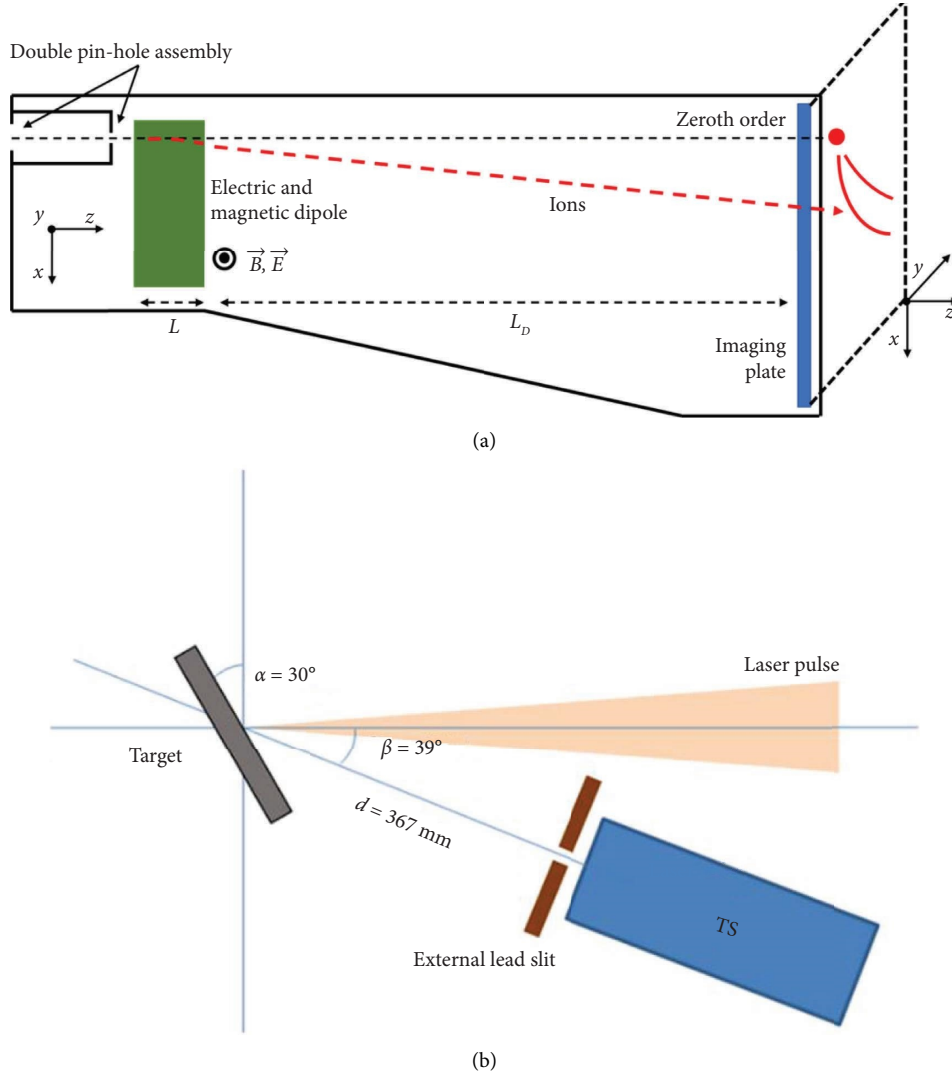 Double pin-hole assembly
Zeroth order
Electric and
magnetic dipole
Ions
y
z
x
B, E
y
z
x
L
L_D
Imaging
plate
(a)
α = 30°
Laser pulse
Target
β = 39°
d = 367 mm
TS
External lead slit
(b)